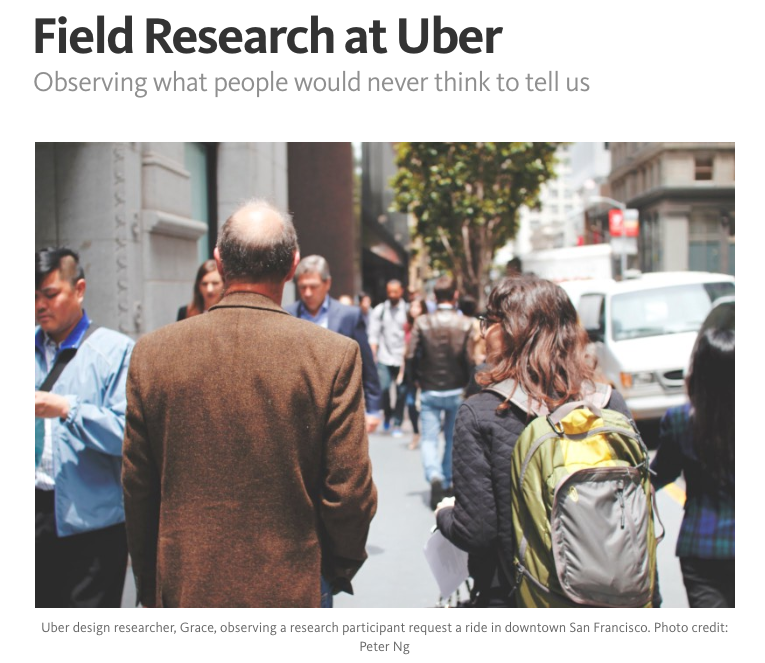 Field Research at Uber
Observing what people would never think to tell us
Uber design researcher, Grace, observing a research participant request a ride in downtown San Francisco. Photo credit:
Peter Ng